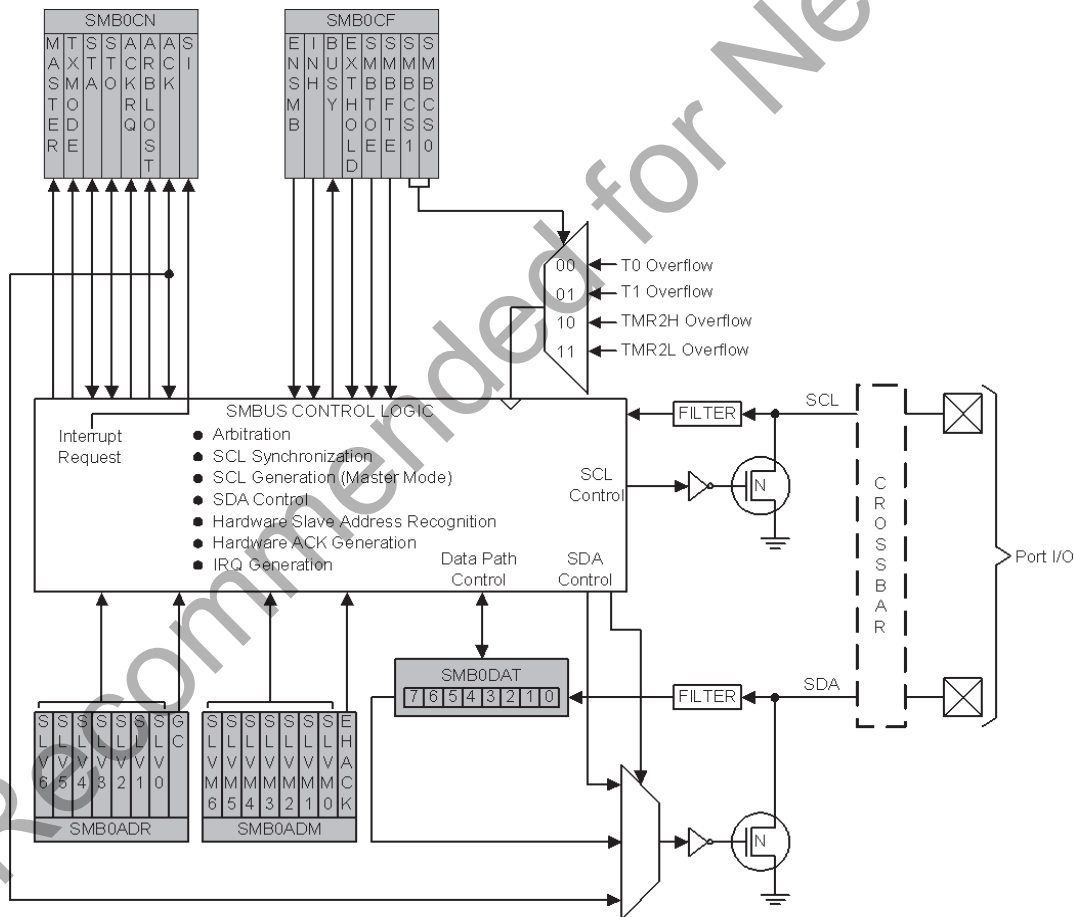 SMB0CN
MASTER
TXMODE
STA
STO
ACKRQ
ARBLOST
ACK
SI
SMB0CF
ENSMB
INH
BUSY
EXTHOLD
SMBTOE
SMBFTE
SMBCS1
SMBCS0
00
01
10
11
T0 Overflow
T1 Overflow
TMR2H Overflow
TMR2L Overflow
SMBUS CONTROL LOGIC
Interrupt
Request
● Arbitration
● SCL Synchronization
● SCL Generation (Master Mode)
● SDA Control
● Hardware Slave Address Recognition
● Hardware ACK Generation
● IRQ Generation
Data Path
Control
SDA
Control
SCL
Control
FILTER
SCL
N
CROSSBAR
Port I/O
SMB0DAT
7 6 5 4 3 2 1 0
FILTER
SDA
N
SLV6
SLV5
SLV4
SLV3
SLV2
SLV1
SLV0
GC
SMB0ADR
SLVM6
SLVM5
SLVM4
SLVM3
SLVM2
SLVM1
SLVM0
EHACK
SMB0ADM
Recommended for Ne